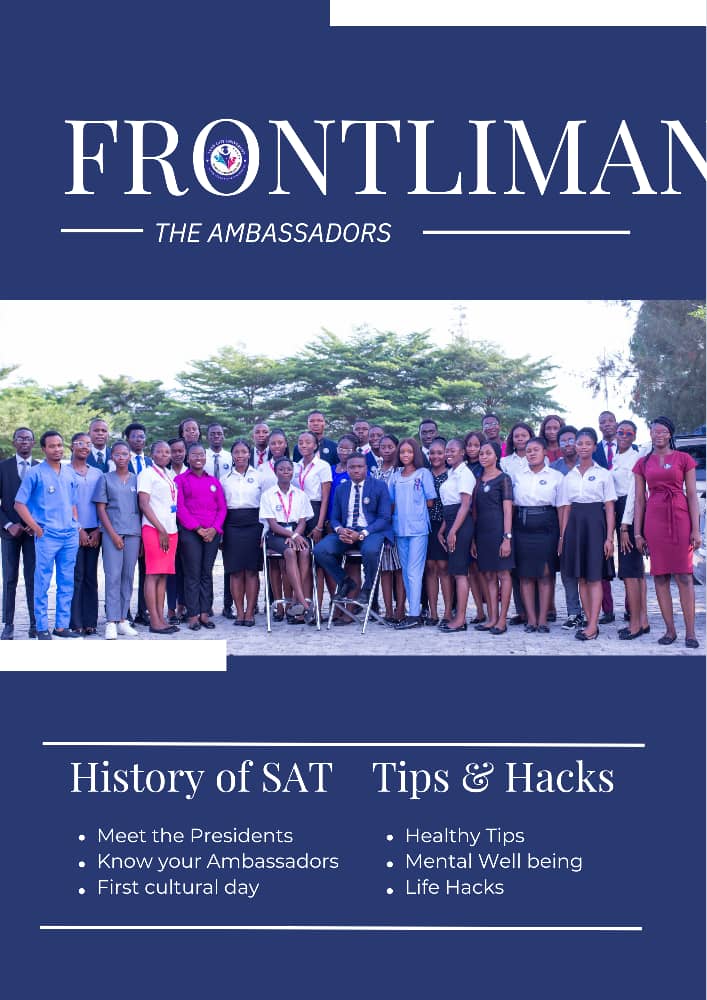 FRONTLIMAN
THE AMBASSADORS
History of SAT
• Meet the Presidents
• Know your Ambassadors
• First cultural day
Tips & Hacks
• Healthy Tips
• Mental Well being
• Life Hacks